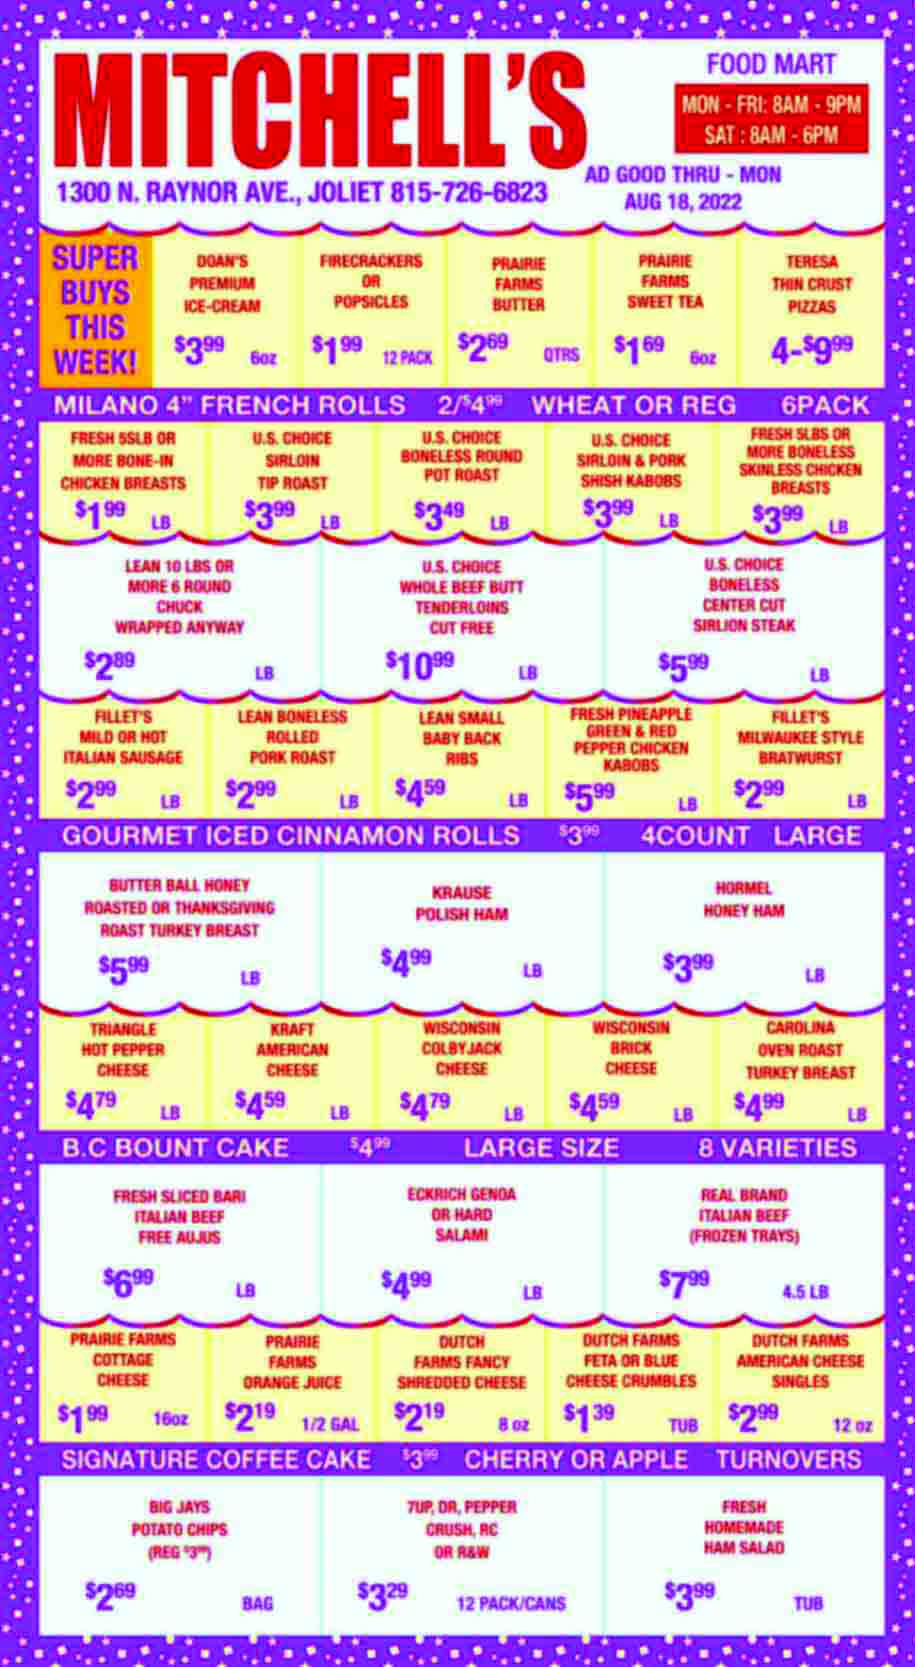 MITCHELL'S
FOOD MART
MON - FRI: 8AM - 9PM
SAT : 8AM - 6PM
1300 N. RAYNOR AVE., JOLIET 815-726-6823
AD GOOD THRU - MON
AUG 18, 2022
SUPER
BUYS
THIS
WEEK!
DOAN'S
PREMIUM
ICE-CREAM
$3.99 6oz
FIRECRACKERS
OR
POPSICLES
$1.99 12 PACK
PRAIRIE
FARMS
BUTTER
$2.69 QTRS
PRAIRIE
FARMS
SWEET TEA
$1.69 6oz
TERESA
THIN CRUST
PIZZAS
4-$9.99
MILANO 4” FRENCH ROLLS 2/$4.99 WHEAT OR REG 6PACK
FRESH 5SLB OR
MORE BONE-IN
CHICKEN BREASTS
$1.99 LB
U.S. CHOICE
SIRLOIN
TIP ROAST
$3.99 LB
U.S. CHOICE
BONELESS ROUND
POT ROAST
$3.49 LB
U.S. CHOICE
SIRLOIN & PORK
SHISH KABOBS
$3.99 LB
FRESH 5LBS OR
MORE BONELESS
SKINLESS CHICKEN
BREASTS
$3.99 LB
LEAN 10 LBS OR
MORE 6 ROUND
CHUCK
WRAPPED ANYWAY
$2.89 LB
U.S. CHOICE
WHOLE BEEF BUTT
TENDERLOINS
CUT FREE
$10.99 LB
U.S. CHOICE
BONELESS
CENTER CUT
SIRLION STEAK
$5.99 LB
FILLET'S
MILD OR HOT
ITALIAN SAUSAGE
$2.99 LB
LEAN BONELESS
ROLLED
PORK ROAST
$2.99 LB
LEAN SMALL
BABY BACK
RIBS
$4.59 LB
FRESH PINEAPPLE
GREEN & RED
PEPPER CHICKEN
KABOBS
$5.99 LB
FILLET'S
MILWAUKEE STYLE
BRATWURST
$2.99 LB
GOURMET ICED CINNAMON ROLLS $3.99 4COUNT LARGE
BUTTER BALL HONEY
ROASTED OR THANKSGIVING
ROAST TURKEY BREAST
$5.99 LB
KRAUSE
POLISH HAM
$4.99 LB
HORMEL
HONEY HAM
$3.99 LB
TRIANGLE
HOT PEPPER
CHEESE
$4.79 LB
KRAFT
AMERICAN
CHEESE
$4.59 LB
WISCONSIN
COLBYJACK
CHEESE
$4.79 LB
WISCONSIN
BRICK
CHEESE
$4.59 LB
CAROLINA
OVEN ROAST
TURKEY BREAST
$4.99 LB
B.C BOUNT CAKE $4.99 LARGE SIZE 8 VARIETIES
FRESH SLICED BARI
ITALIAN BEEF
FREE AUJUS
$6.99 LB
ECKRICH GENOA
OR HARD
SALAMI
$4.99 LB
REAL BRAND
ITALIAN BEEF
(FROZEN TRAYS)
$7.99 4.5 LB
PRAIRIE FARMS
COTTAGE
CHEESE
$1.99 16oz
PRAIRIE
FARMS
ORANGE JUICE
$2.19 1/2 GAL
DUTCH
FARMS FANCY
SHREDDED CHEESE
$2.19 8 oz
DUTCH FARMS
FETA OR BLUE
CHEESE CRUMBLES
$1.39 TUB
DUTCH FARMS
AMERICAN CHEESE
SINGLES
$2.99 12 oz
SIGNATURE COFFEE CAKE $3.99 CHERRY OR APPLE TURNOVERS
BIG JAYS
POTATO CHIPS
(REG
$2.69 BAG
7UP, DR, PEPPER
CRUSH, RC
OR R&W
$3.29 12 PACK/CANS
FRESH
HOMEMADE
HAM SALAD
$3.99 TUB